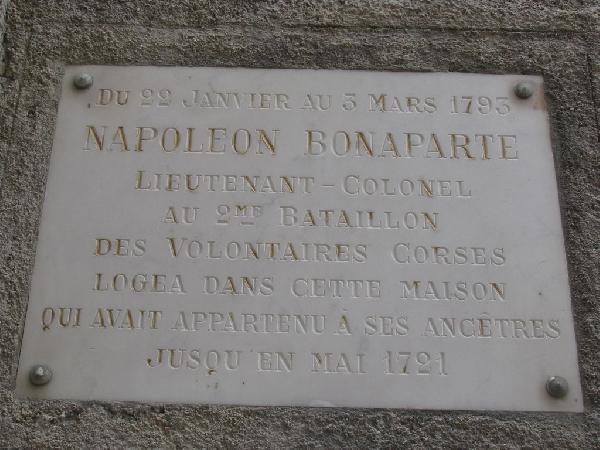 DU 22 JANVIER AU 3 MARS 1793
NAPOLEON BONAPARTE
LIEUTENANT-COLONEL
AU 2ME BATAILLON
DES VOLONTAIRES CORSES
LOGEA DANS CETTE MAISON
QUI AVAIT APPARTENU À SES ANCÊTRES
JUSQU'EN MAI 1721